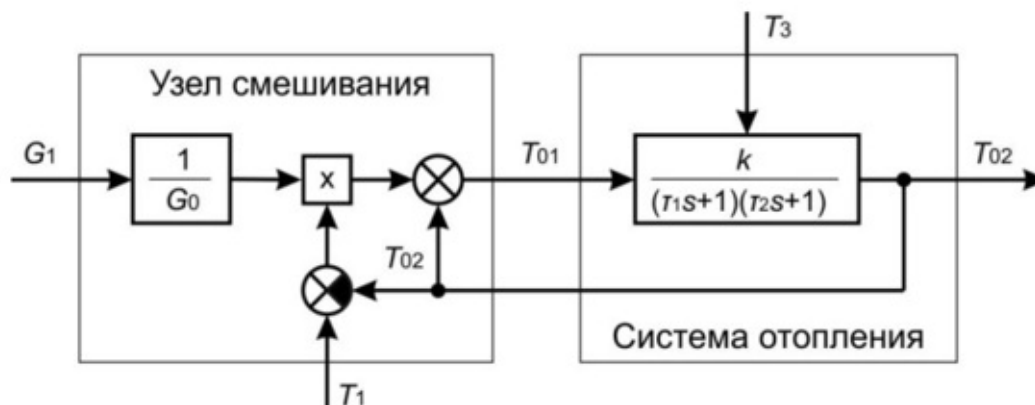 T3
Узел смешивания
G1
1
G0
x
T01
k
(τ1s+1)(τ2s+1)
T02
T02
Система отопления
T1